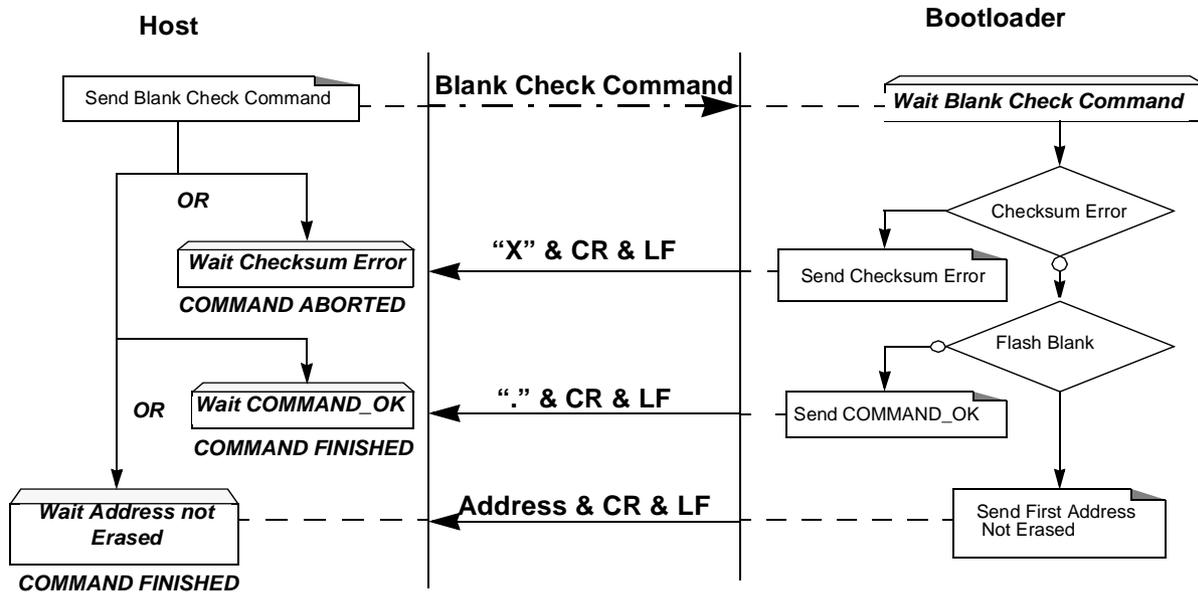 Host
Bootloader
Send Blank Check Command
Blank Check Command
Wait Blank Check Command
OR
Checksum Error
Wait Checksum Error
“X” & CR & LF
Send Checksum Error
COMMAND ABORTED
Flash Blank
OR
Wait COMMAND_OK
“.” & CR & LF
Send COMMAND_OK
COMMAND FINISHED
Wait Address not
Erased
Address & CR & LF
Send First Address
Not Erased
COMMAND FINISHED